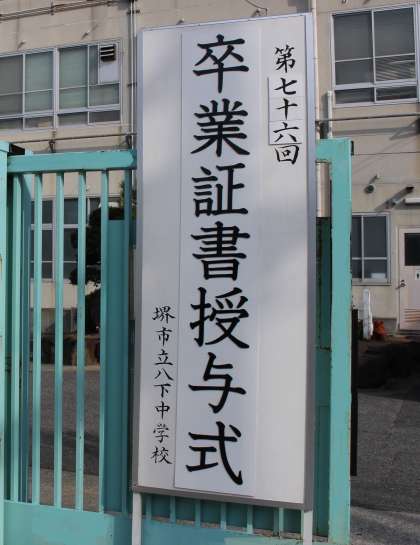 第七十六回
卒業証書授与式
堺市立八下中学校